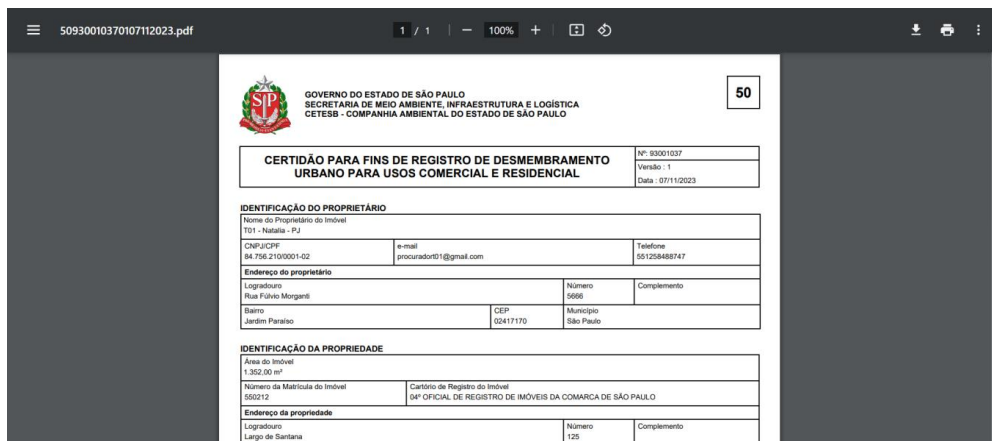 50930010370107112023.pdf
1 / 1
100%
SP
GOVERNO DO ESTADO DE SÃO PAULO
SECRETARIA DE MEIO AMBIENTE, INFRAESTRUTURA E LOGÍSTICA
CETESB - COMPANHIA AMBIENTAL DO ESTADO DE SÃO PAULO
50
CERTIDÃO PARA FINS DE REGISTRO DE DESMEMBRAMENTO
URBANO PARA USOS COMERCIAL E RESIDENCIAL
Nº: 93001037
Versão : 1
Data : 07/11/2023
IDENTIFICAÇÃO DO PROPRIETÁRIO
Nome do Proprietário do Imóvel
T01 - Natalia - PJ
CNPJ/CPF e-mail Telefone
84.756.210/0001-02 procuradort01@gmail.com 551258488747
Endereço do proprietário
Logradouro Número Complemento
Rua Fúlvio Morganti 5666
Bairro CEP Município
Jardim Paraíso 02417170 São Paulo
IDENTIFICAÇÃO DA PROPRIEDADE
Área do Imóvel
1.352,00 m²
Número da Matrícula do Imóvel Cartório de Registro do Imóvel
550212 04º OFICIAL DE REGISTRO DE IMÓVEIS DA COMARCA DE SÃO PAULO
Endereço da propriedade
Logradouro Número Complemento
Largo de Santana 125